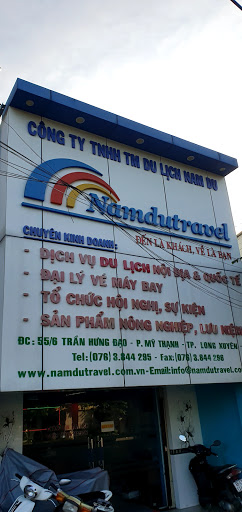 CÔNG TY TNHH TM DU LỊCH NAM DU
Namdutravel
ĐẾN LÀ KHÁCH, VỀ LÀ BẠN
CHUYÊN KINH DOANH:
- DỊCH VỤ DU LỊCH NỘI ĐỊA & QUỐC TẾ
- ĐẠI LÝ VÉ MÁY BAY
- TỔ CHỨC HỘI NGHỊ, SỰ KIỆN
- SẢN PHẨM NÔNG NGHIỆP, LƯU NIỆM
ĐC: 55/6 TRẦN HƯNG ĐẠO - P. MỸ THẠNH - TP. LONG XUYÊN
Tel:(076) 3.844 285 - Fax:(076) 3.844 286
www.namdutravel.com.vn-Email:info@namdutravel.com